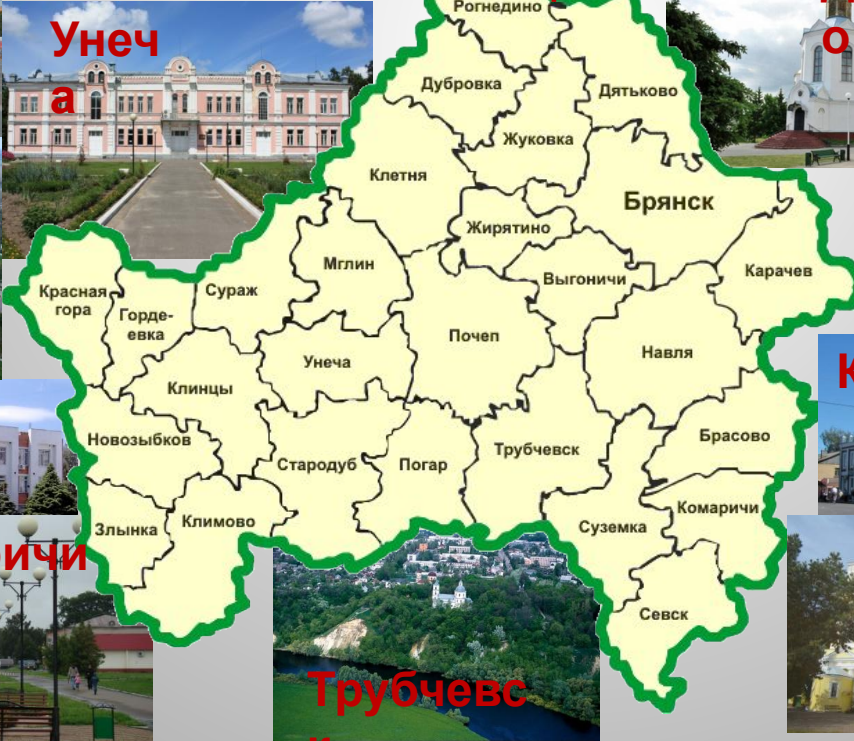 Унеч
а
Рогнедино
Дубровка
Дятьково
Жуковка
Клетня
Брянск
Жирятино
Мглин
Выгоничи
Карачев
Красная
гора
Сураж
Горде-
евка
Почеп
Навля
Унеча
Клинцы
Новозыбков
Брасово
Стародуб
Погар
Трубчевск
Злынка
Климово
Суземка
Комаричи
ичи
Севск
Трубчевс
К
о